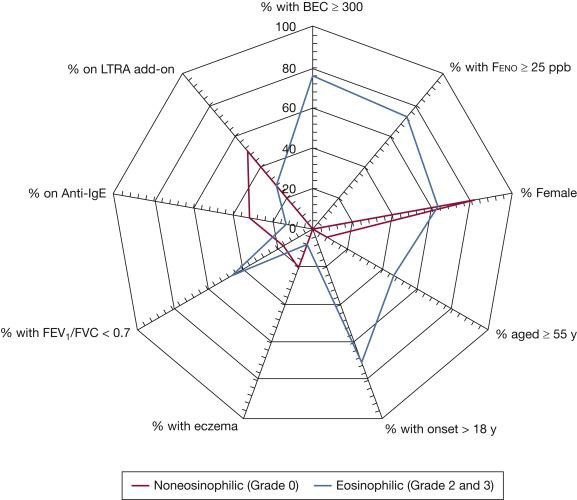 % with BEC ≥ 300
100
% on LTRA add-on
% with FENO ≥ 25 ppb
80
60
40
% on Anti-IgE
20
% Female
0
% with FEV₁/FVC < 0.7
% aged ≥ 55 y
% with eczema
% with onset > 18 y
Noneosinophilic (Grade 0)
Eosinophilic (Grade 2 and 3)